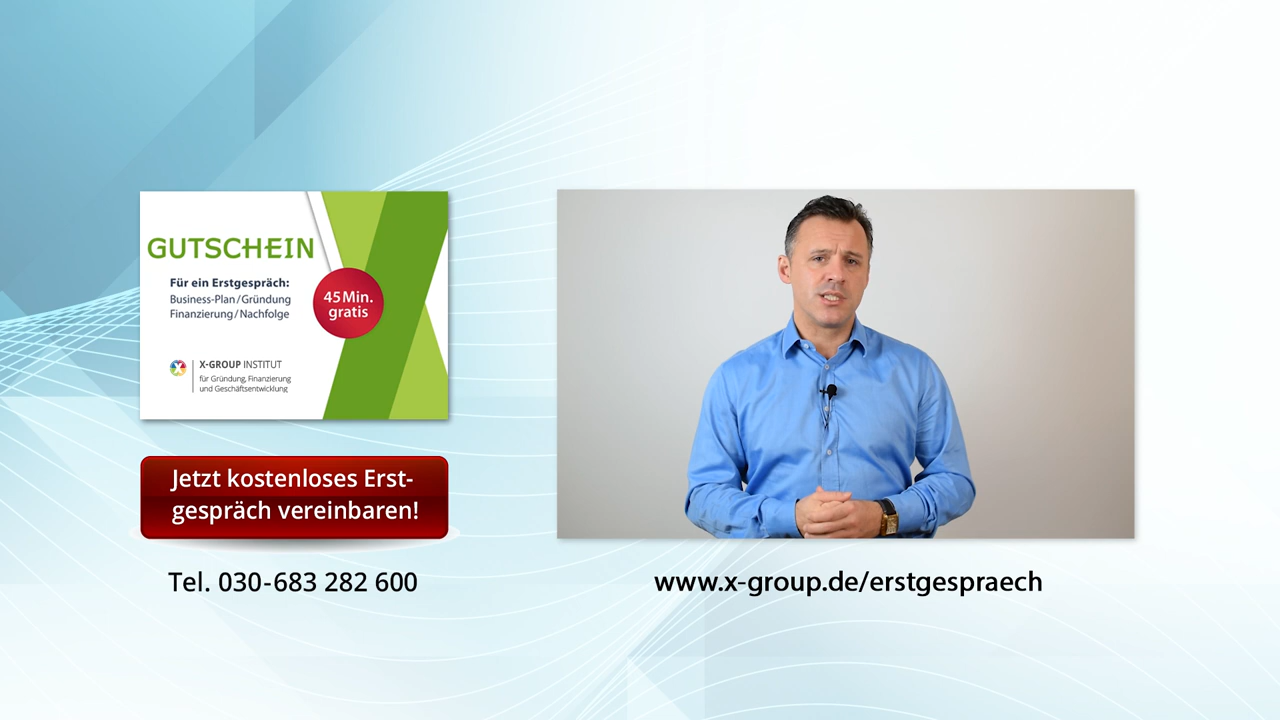 GUTSCHEIN
Für ein Erstgespräch:
Business-Plan/Gründung
Finanzierung/Nachfolge
45 Min.
gratis
X-GROUP INSTITUT
für Gründung, Finanzierung
und Geschäftsentwicklung
Jetzt kostenloses Erst-
gespräch vereinbaren!
Tel. 030-683 282 600
www.x-group.de/erstgespraech